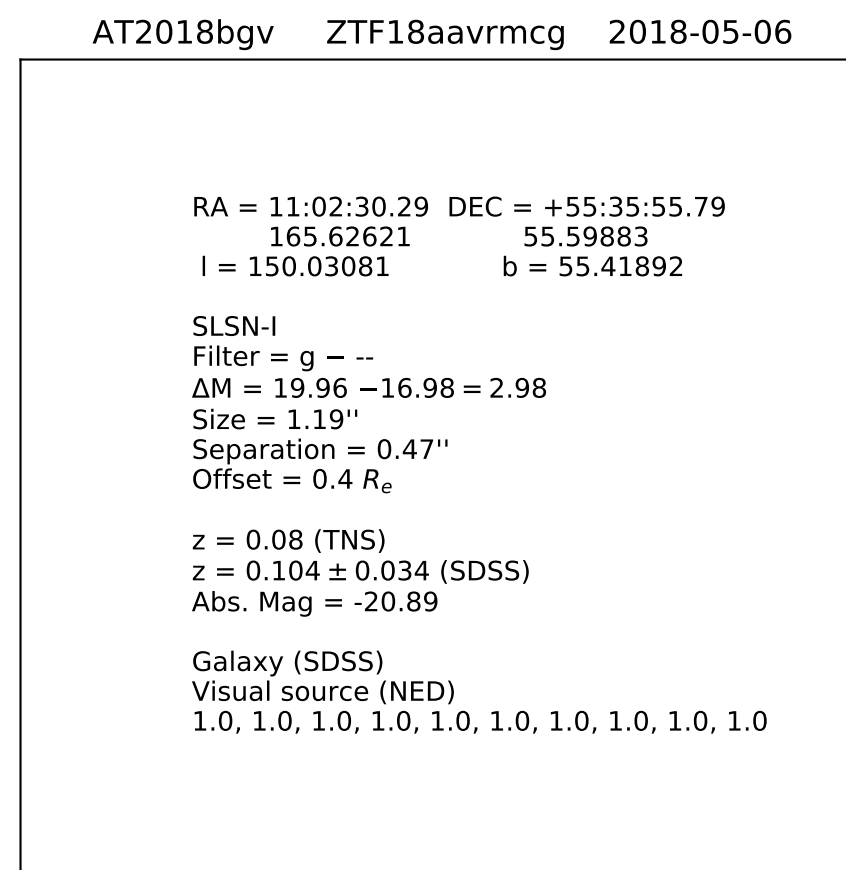 AT2018bgv ZTF18aavrmcg 2018-05-06
RA = 11:02:30.29 DEC = +55:35:55.79
165.62621 55.59883
l = 150.03081 b = 55.41892
SLSN-I
Filter = g − --
ΔM = 19.96 −16.98 = 2.98
Size = 1.19''
Separation = 0.47''
Offset = 0.4 Rₑ
z = 0.08 (TNS)
z = 0.104 ± 0.034 (SDSS)
Abs. Mag = -20.89
Galaxy (SDSS)
Visual source (NED)
1.0, 1.0, 1.0, 1.0, 1.0, 1.0, 1.0, 1.0, 1.0, 1.0